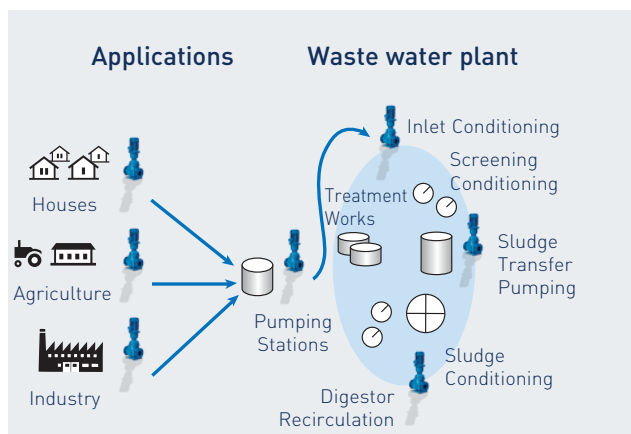 Applications
Waste water plant
Inlet Conditioning
Screening
Conditioning
Houses
Treatment
Works
Sludge
Transfer
Pumping
Agriculture
Pumping
Stations
Sludge
Conditioning
Industry
Digestor
Recirculation